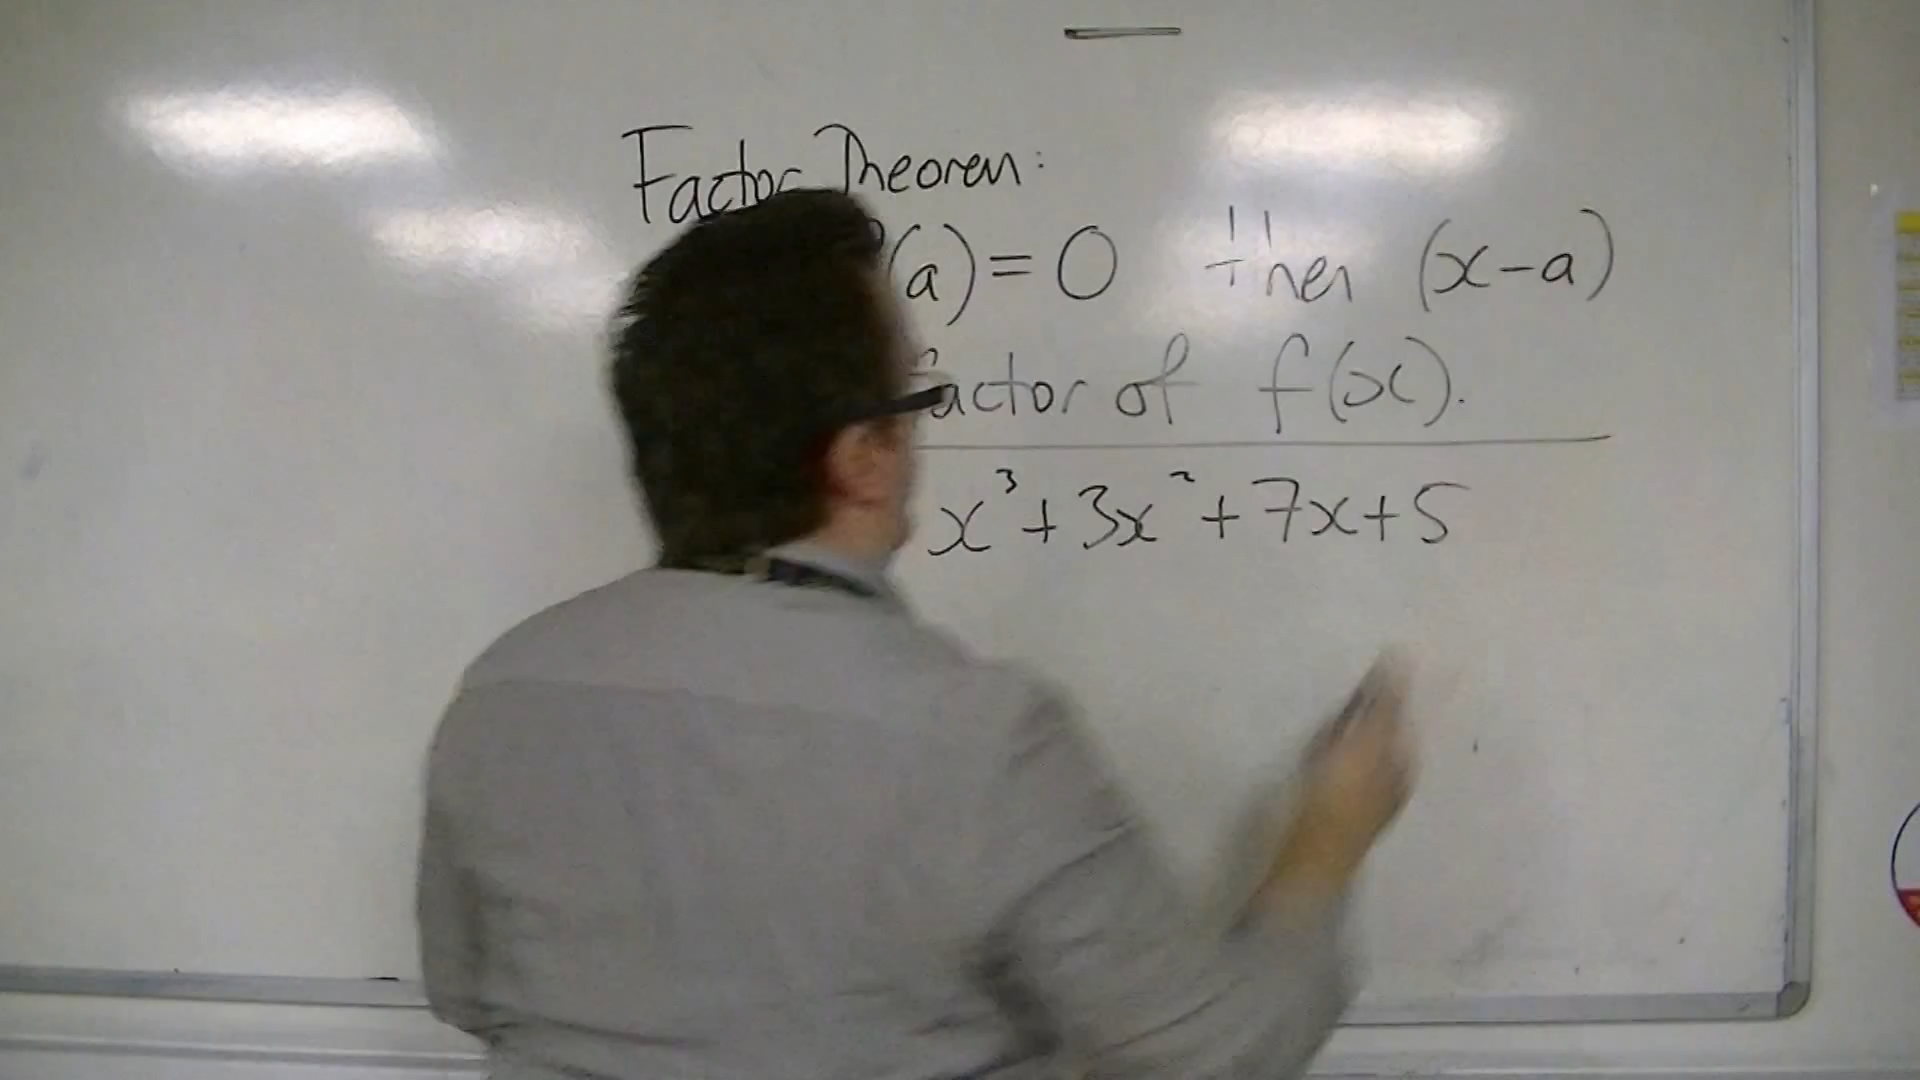 Factor Theorem:
(a) = 0 then (x-a)
factor of f(x).
x³+3x²+7x+5